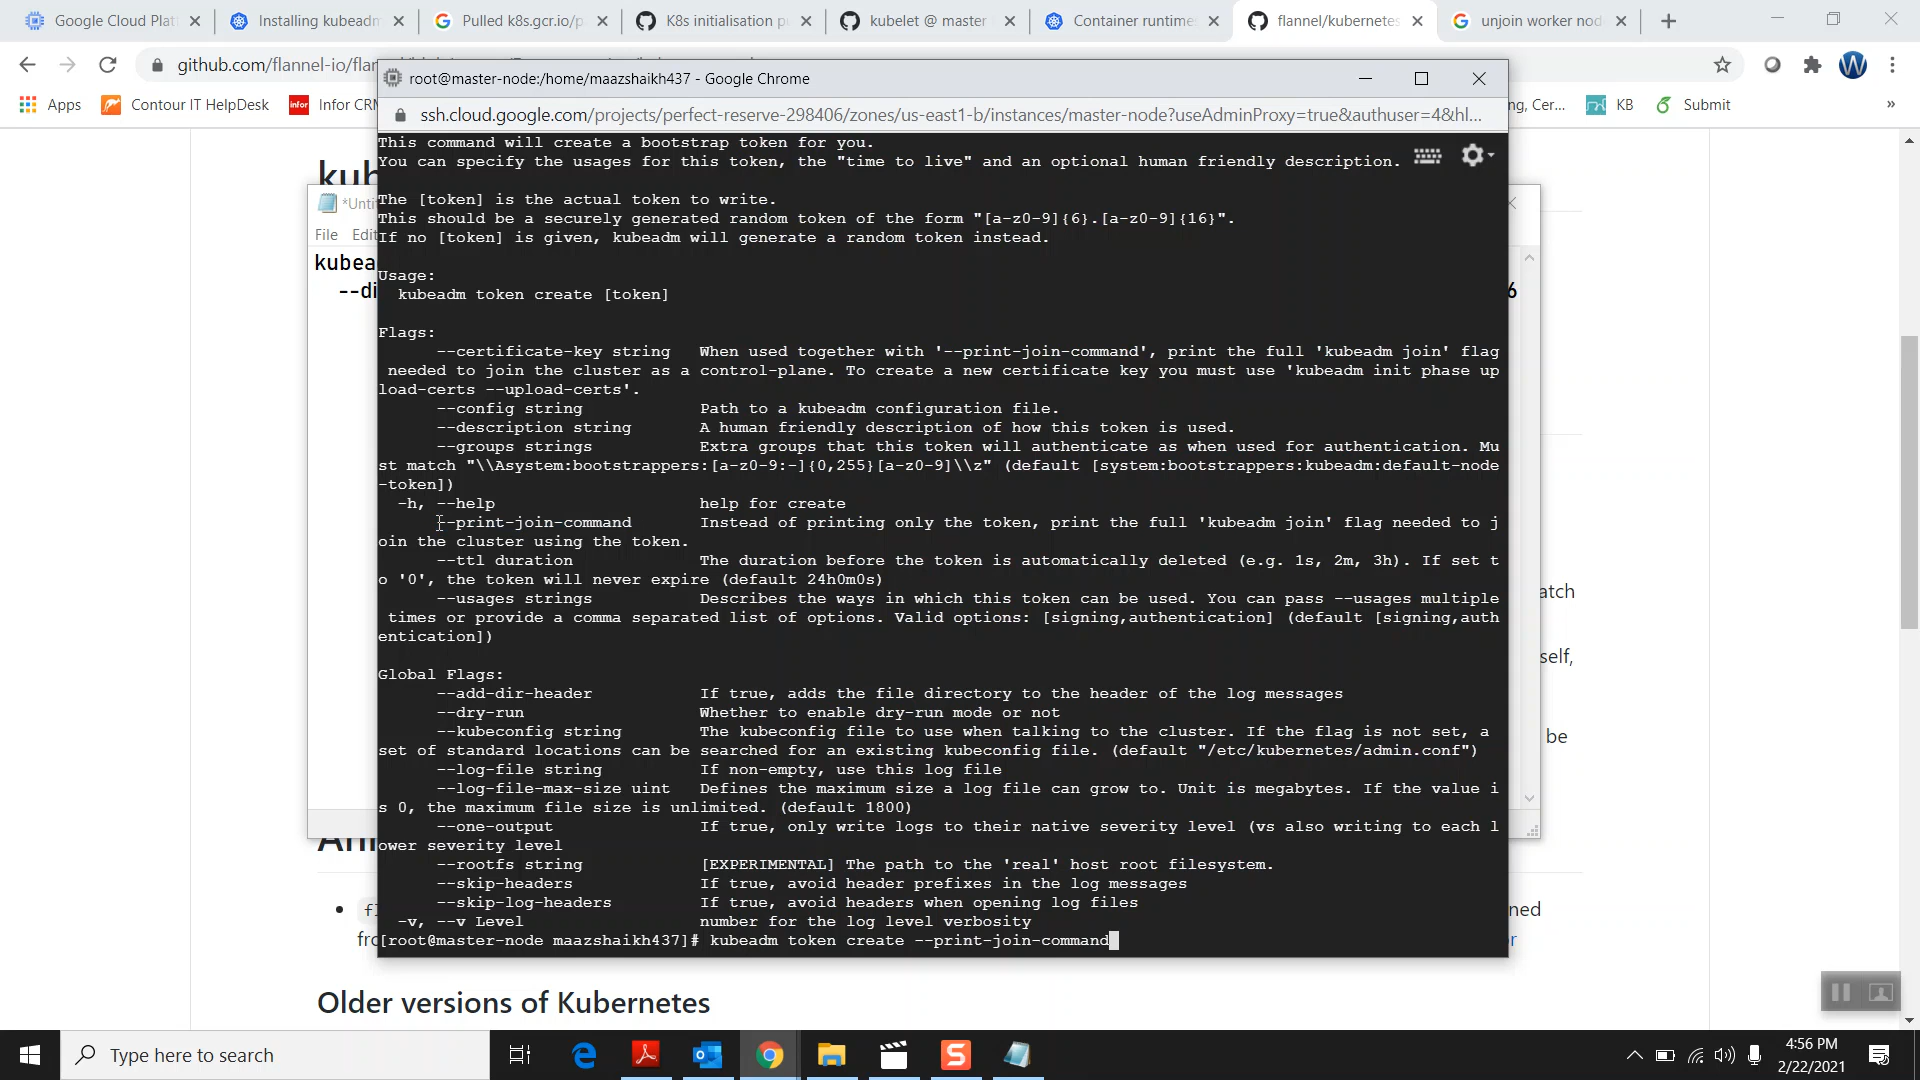 Google Cloud Plat
Installing kubeadm
Pulled k8s.gcr.io/p
K8s initialisation p
kubelet @ master
Container runtime
flannel/kubernetes
unjoin worker nod
github.com/flannel-io/flan
Apps
Contour IT HelpDesk
infor
Infor CRM
ng, Cer...
KB
Submit
»
root@master-node:/home/maazshaikh437 - Google Chrome
ssh.cloud.google.com/projects/perfect-reserve-298406/zones/us-east1-b/instances/master-node?useAdminProxy=true&authuser=4&hl...
kub
*Unti
File Edit
kubea
--di
6
This command will create a bootstrap token for you.
You can specify the usages for this token, the "time to live" and an optional human friendly description.
The [token] is the actual token to write.
This should be a securely generated random token of the form "[a-z0-9]{6}.[a-z0-9]{16}".
If no [token] is given, kubeadm will generate a random token instead.
Usage:
kubeadm token create [token]
Flags:
--certificate-key string When used together with '--print-join-command', print the full 'kubeadm join' flag
needed to join the cluster as a control-plane. To create a new certificate key you must use 'kubeadm init phase up
load-certs --upload-certs'.
--config string Path to a kubeadm configuration file.
--description string A human friendly description of how this token is used.
--groups strings Extra groups that this token will authenticate as when used for authentication. Mu
st match "\\Asystem:bootstrappers:[a-z0-9:-]{0,255}[a-z0-9]\\z" (default [system:bootstrappers:kubeadm:default-node
-token])
-h, --help help for create
--print-join-command Instead of printing only the token, print the full 'kubeadm join' flag needed to j
oin the cluster using the token.
--ttl duration The duration before the token is automatically deleted (e.g. 1s, 2m, 3h). If set t
o '0', the token will never expire (default 24h0m0s)
--usages strings Describes the ways in which this token can be used. You can pass --usages multiple
times or provide a comma separated list of options. Valid options: [signing,authentication] (default [signing,auth
entication])
Global Flags:
--add-dir-header If true, adds the file directory to the header of the log messages
--dry-run Whether to enable dry-run mode or not
--kubeconfig string The kubeconfig file to use when talking to the cluster. If the flag is not set, a
set of standard locations can be searched for an existing kubeconfig file. (default "/etc/kubernetes/admin.conf")
--log-file string If non-empty, use this log file
--log-file-max-size uint Defines the maximum size a log file can grow to. Unit is megabytes. If the value i
s 0, the maximum file size is unlimited. (default 1800)
--one-output If true, only write logs to their native severity level (vs also writing to each l
ower severity level
--rootfs string [EXPERIMENTAL] The path to the 'real' host root filesystem.
--skip-headers If true, avoid header prefixes in the log messages
--skip-log-headers If true, avoid headers when opening log files
-v, --v Level number for the log level verbosity
[root@master-node maazshaikh437]# kubeadm token create --print-join-command
atch
self,
be
ned
fro
or
Older versions of Kubernetes
Type here to search
4:56 PM
2/22/2021